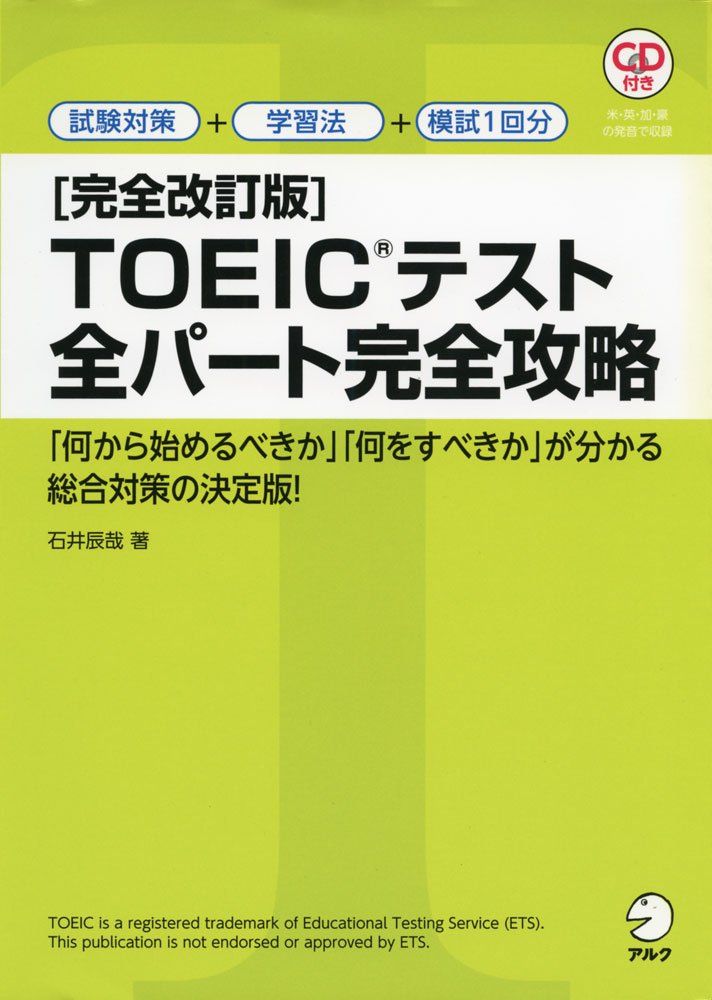 CD
付き
米・英・加・豪
の発音で収録
試験対策 + 学習法 + 模試1回分
[完全改訂版]
TOEIC®テスト
全パート完全攻略
「何から始めるべきか」「何をすべきか」が分かる
総合対策の決定版!
石井辰哉 著
TOEIC is a registered trademark of Educational Testing Service (ETS).
This publication is not endorsed or approved by ETS.
アルク